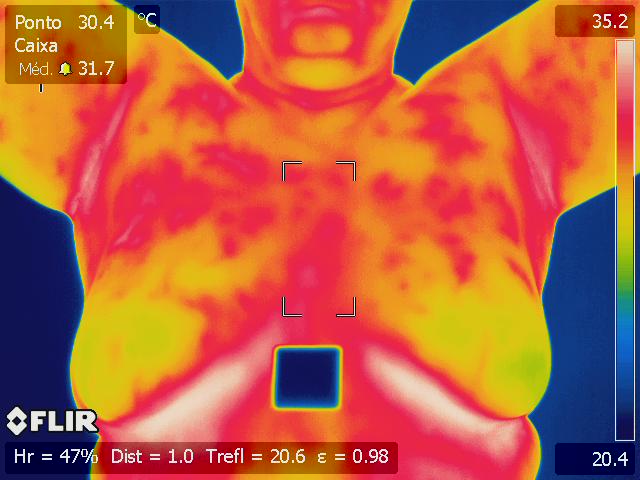 Ponto 30.4 °C
Caixa
Méd. 31.7
35.2
FLIR
Hr = 47% Dist = 1.0 Trefl = 20.6 ε = 0.98
20.4